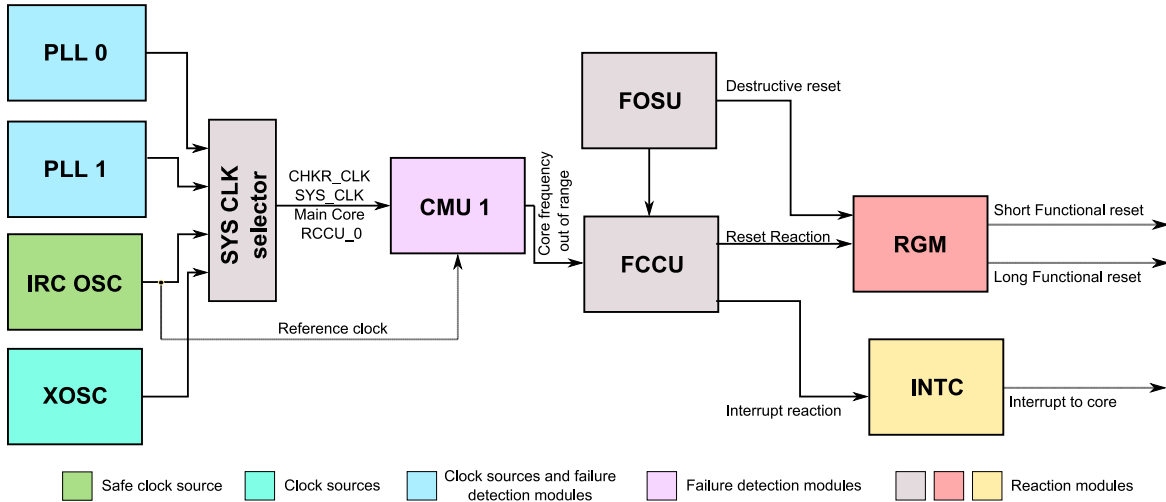 PLL 0
PLL 1
IRC OSC
XOSC
SYS CLK
selector
CHKR_CLK
SYS_CLK
Main Core
RCCU_0
Reference clock
CMU 1
Core frequency
out of range
FOSU
FCCU
Destructive reset
Reset Reaction
Interrupt reaction
RGM
INTC
Short Functional reset
Long Functional reset
Interrupt to core
Safe clock source
Clock sources
Clock sources and failure
detection modules
Failure detection modules
Reaction modules